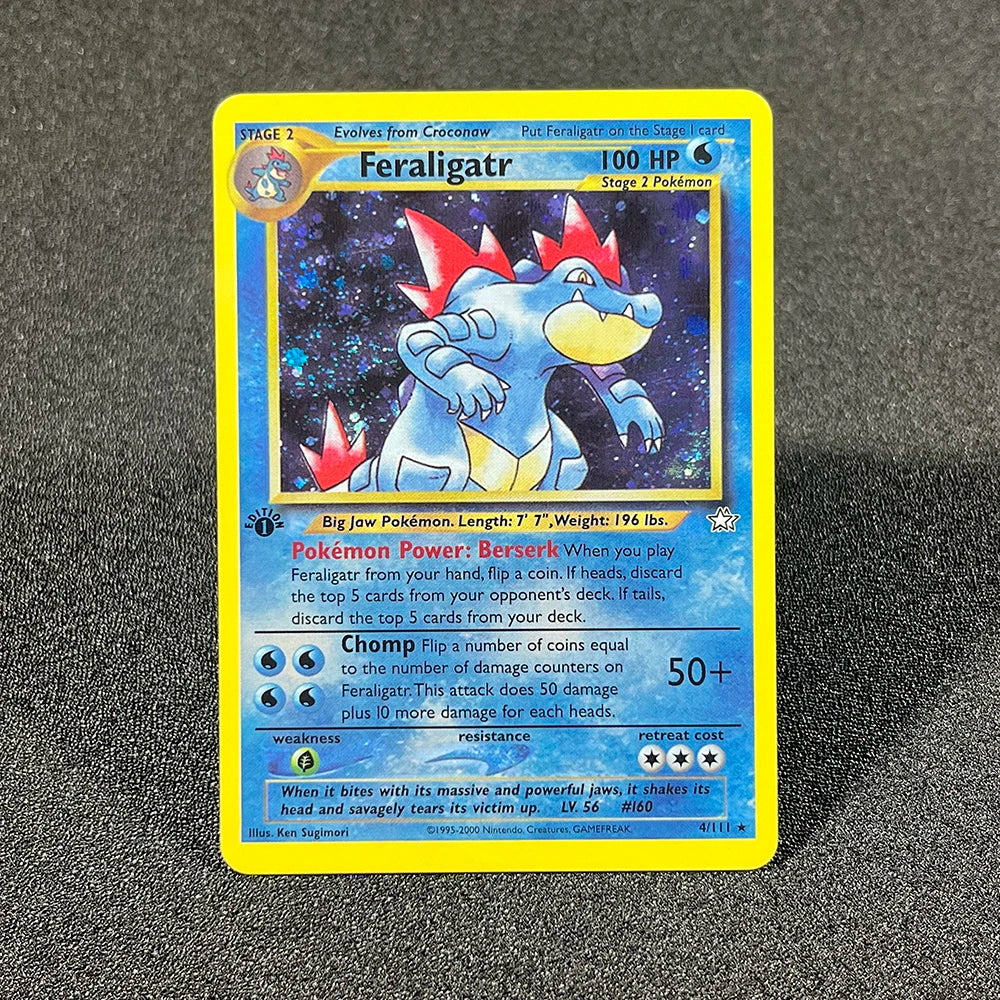 STAGE 2 Evolves from Croconaw Put Feraligatr on the Stage 1 card
Feraligatr 100 HP
Stage 2 Pokémon
EDITION 1
Big Jaw Pokémon. Length: 7' 7", Weight: 196 lbs.
Pokémon Power: Berserk When you play
Feraligatr from your hand, flip a coin. If heads, discard
the top 5 cards from your opponent's deck. If tails,
discard the top 5 cards from your deck.
Chomp Flip a number of coins equal
to the number of damage counters on
Feraligatr. This attack does 50 damage
plus 10 more damage for each heads.
50+
weakness resistance retreat cost
When it bites with its massive and powerful jaws, it shakes its
head and savagely tears its victim up. LV. 56 #160
Illus. Ken Sugimori ©1995-2000 Nintendo, Creatures, GAMEFREAK. 4/111 ★